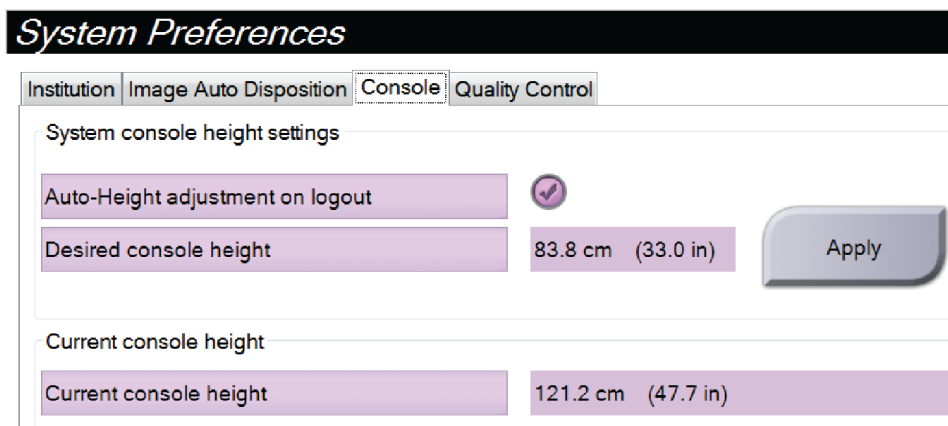 System Preferences
Institution Image Auto Disposition Console Quality Control
System console height settings
Auto-Height adjustment on logout
Desired console height 83.8 cm (33.0 in) Apply
Current console height
Current console height 121.2 cm (47.7 in)